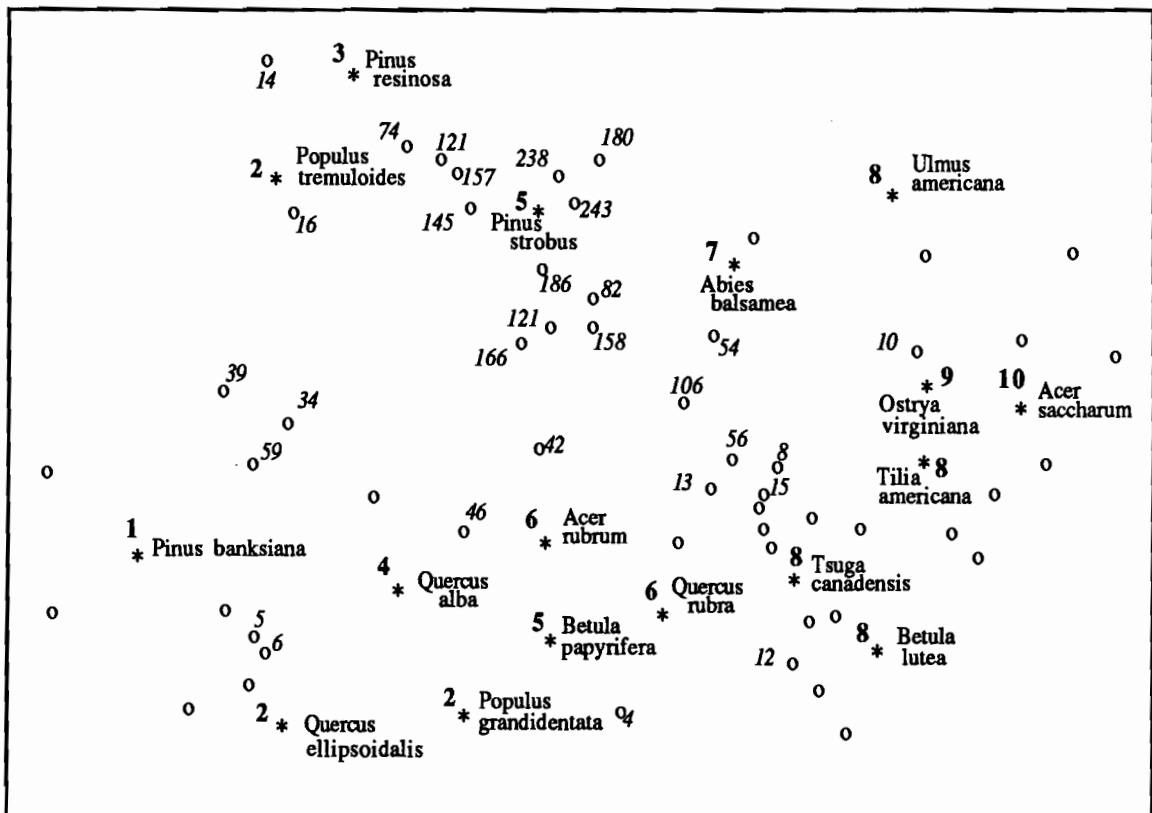 3 Pinus
resinosa
14
74
121
180
238
2 Populus
tremuloides
157
8 Ulmus
americana
16
145
5
243
Pinus
strobus
7
186
82
Abies
balsamea
121
158
166
54
10
39
34
106
9
10 Acer
saccharum
Ostrya
virginiana
59
42
56
8
8
Tilia
americana
13
15
1 Pinus banksiana
46
6 Acer
rubrum
4 Quercus
alba
8 Tsuga
canadensis
6 Quercus
rubra
5
6
5 Betula
papyrifera
8 Betula
lutea
12
2 Quercus
ellipsoidalis
2 Populus
grandidentata
4